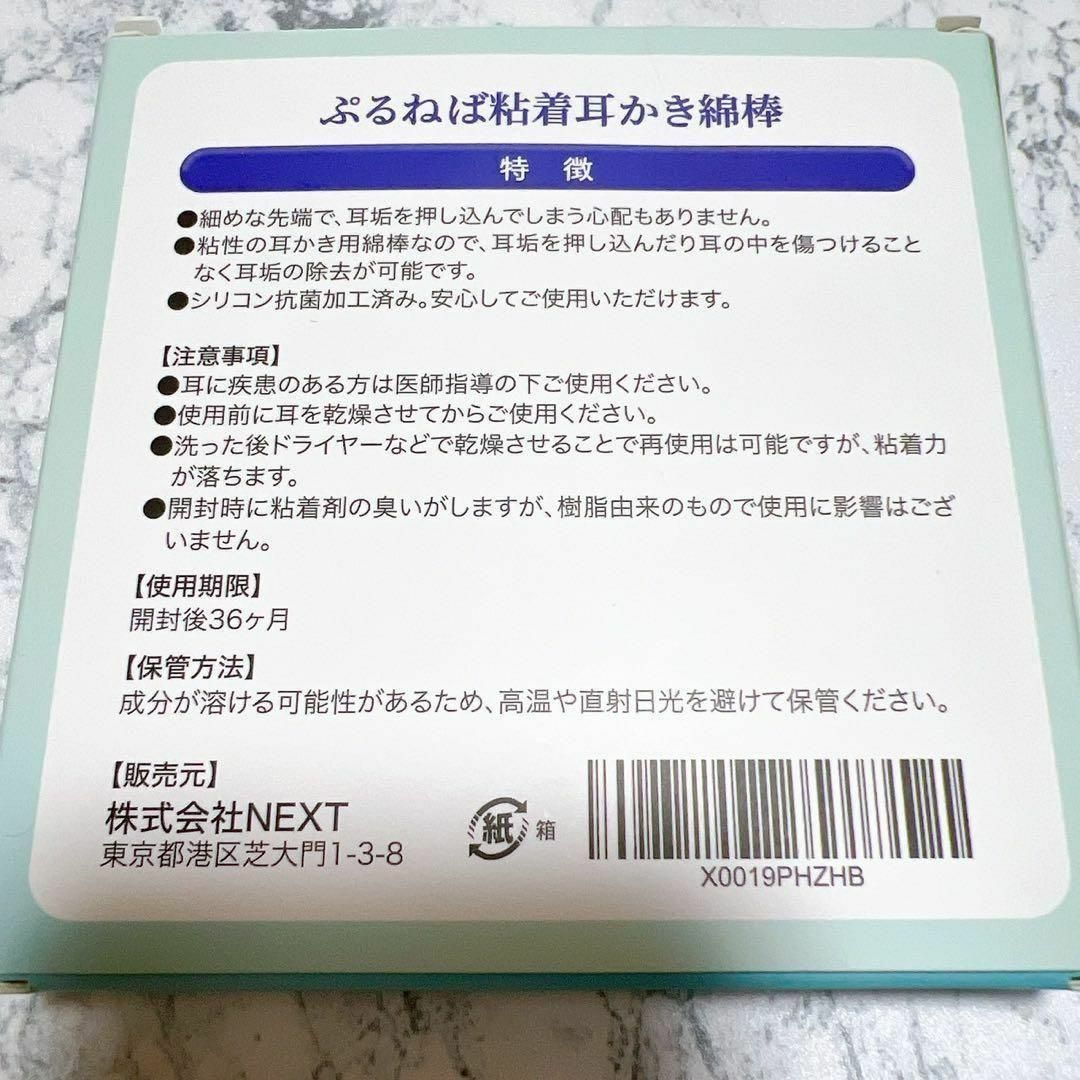 ぷるねば粘着耳かき綿棒
特 徴
●細めな先端で、耳垢を押し込んでしまう心配もありません。
●粘性の耳かき用綿棒なので、耳垢を押し込んだり耳の中を傷つけること
なく耳垢の除去が可能です。
●シリコン抗菌加工済み。安心してご使用いただけます。
【注意事項】
●耳に疾患のある方は医師指導の下ご使用ください。
●使用前に耳を乾燥させてからご使用ください。
●洗った後ドライヤーなどで乾燥させることで再使用は可能ですが、粘着力
が落ちます。
●開封時に粘着剤の臭いがしますが、樹脂由来のもので使用に影響はござ
いません。
【使用期限】
開封後36ヶ月
【保管方法】
成分が溶ける可能性があるため、高温や直射日光を避けて保管ください。
【販売元】
株式会社NEXT
東京都港区芝大門1-3-8
紙 箱
X0019PHZHB